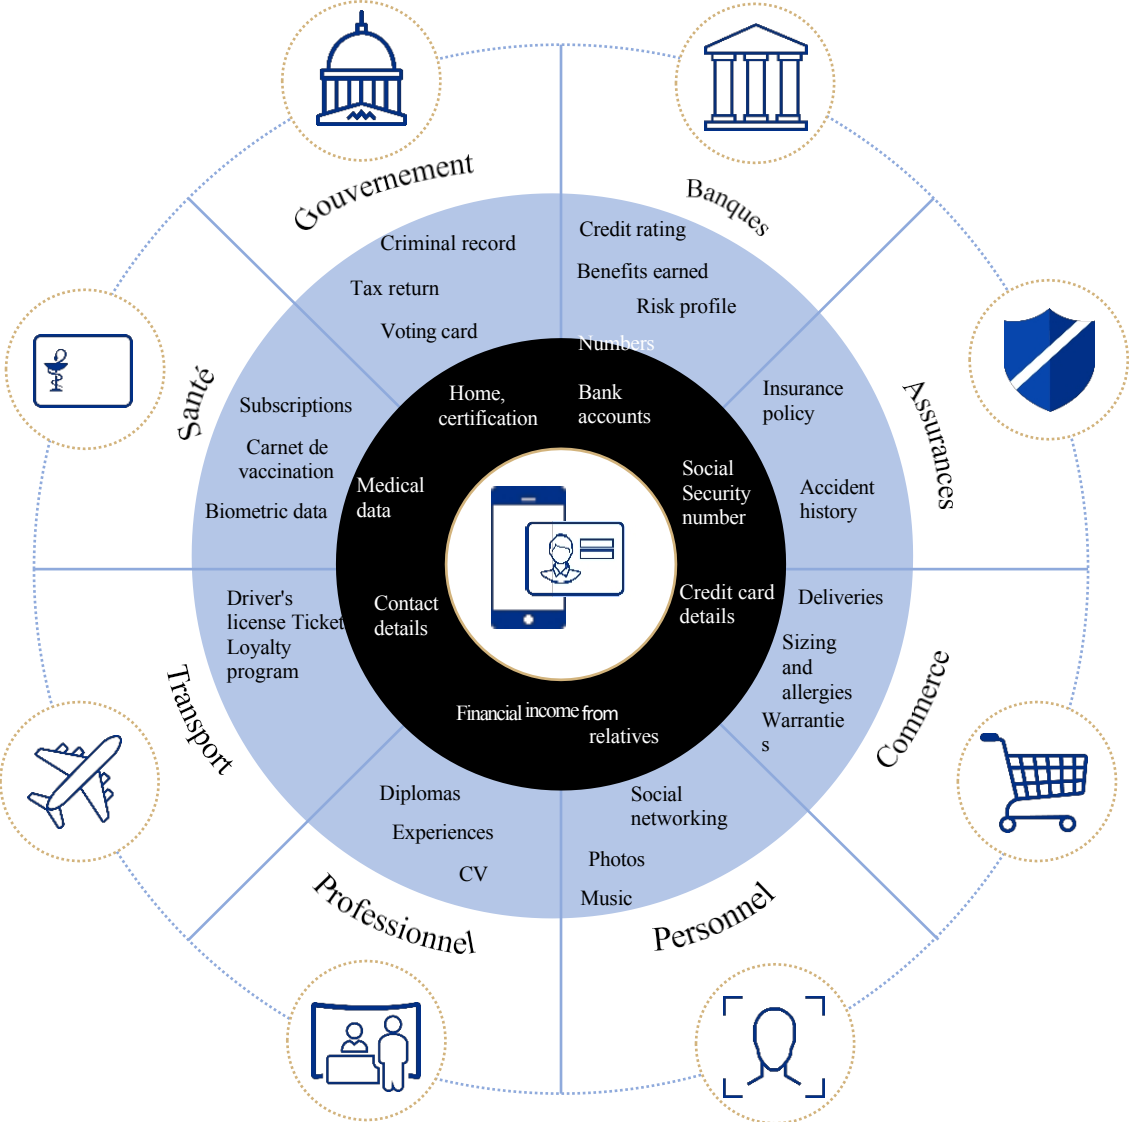 Gouvernement
Banques
Criminal record
Tax return
Voting card
Credit rating
Benefits earned
Risk profile
Numbers
Bank
accounts
Home,
certification
Santé
Subscriptions
Carnet de
vaccination
Biometric data
Medical
data
Social
Security
number
Insurance
policy
Accident
history
Assurances
Driver's
license Ticket
Loyalty
program
Transport
Contact
details
Credit card
details
Deliveries
Sizing
and
allergies
Warrantie
s
Commerce
Financial income from
relatives
Diplomas
Experiences
CV
Professionnel
Social
networking
Photos
Music
Personnel